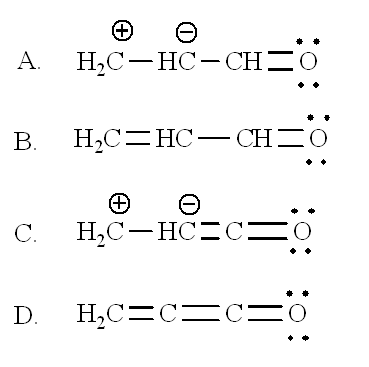 A. H₂C⊕—HC⊖—CH=O
B. H₂C=HC—CH=O
C. H₂C⊕—HC⊖=C=O
D. H₂C=C=C=O